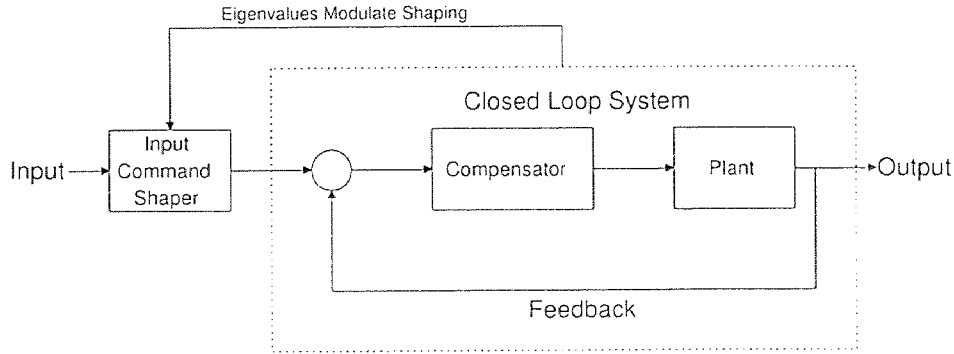 Eigenvalues Modulate Shaping
Closed Loop System
Input
Input
Command
Shaper
Compensator
Plant
Output
Feedback